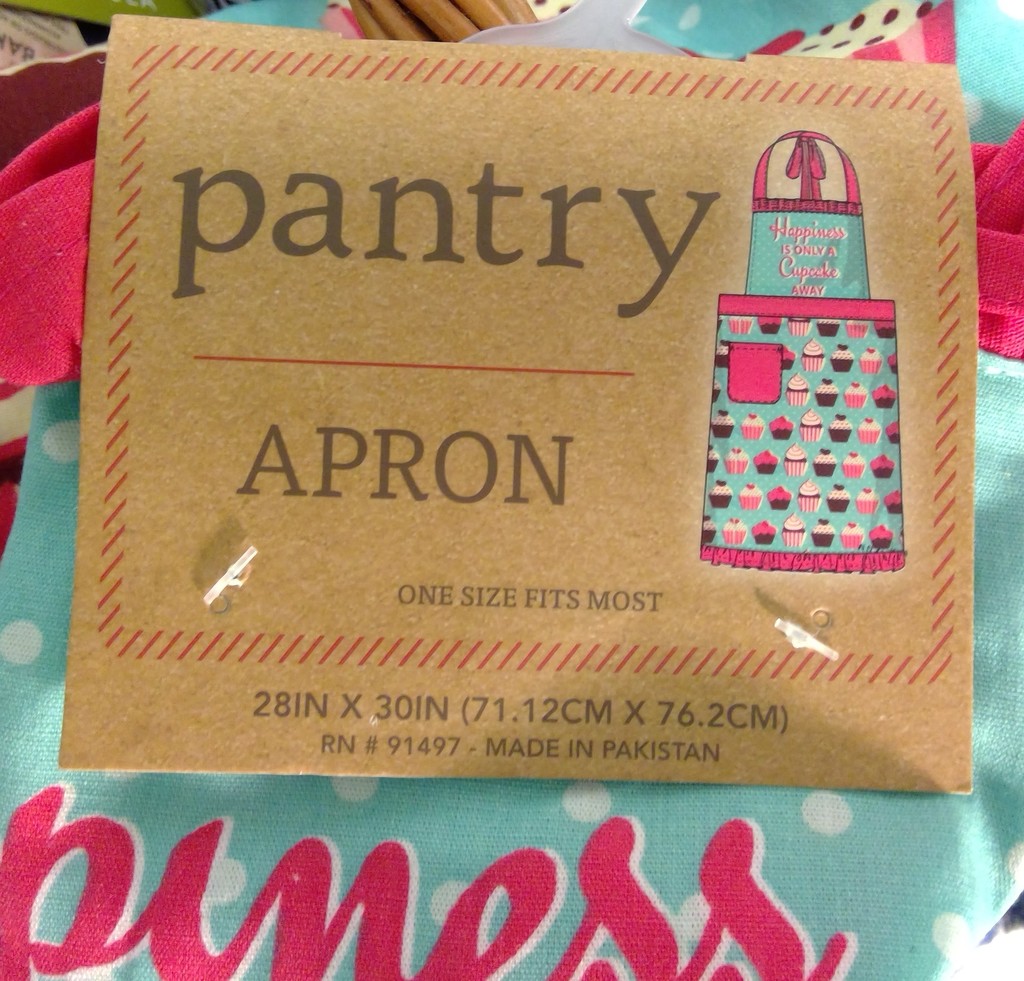 pantry
Happiness
IS ONLY A
Cupcake
AWAY
APRON
ONE SIZE FITS MOST
28IN X 30IN (71.12CM X 76.2CM)
RN # 91497 - MADE IN PAKISTAN
piness